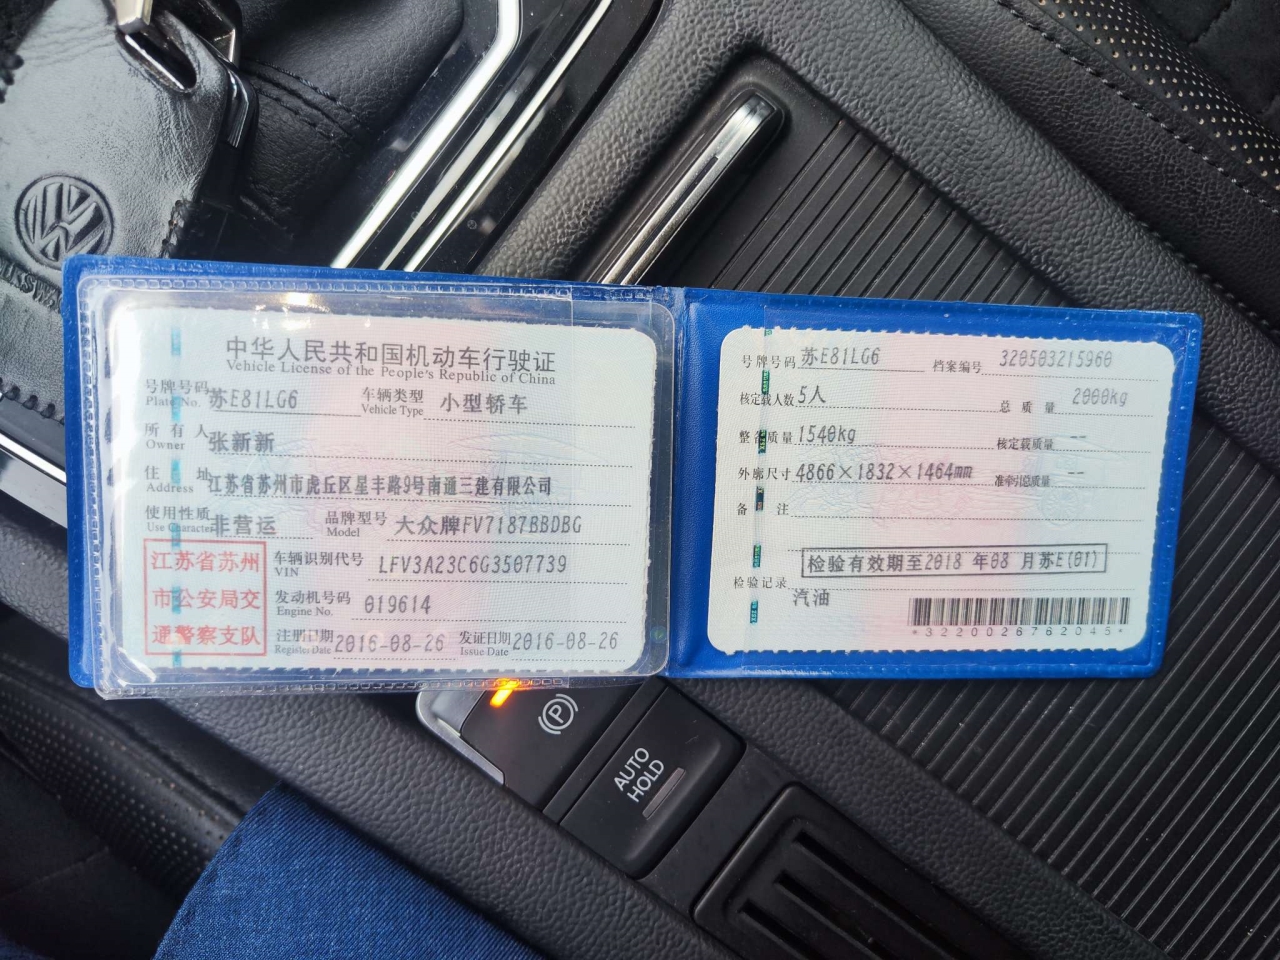 中华人民共和国机动车行驶证
Vehicle License of the People's Republic of China
号牌号码 苏E81LG6 车辆类型 小型轿车
Plate No. Vehicle Type
所有人 张新新
Owner
住址 江苏省苏州市虎丘区星丰路9号南通三建有限公司
Address
使用性质 非营运 品牌型号 大众牌FV7187BBDBG
Use Character Model
江苏省苏州
市公安局交
通警察支队
车辆识别代号 LFV3A23C6G3507739
VIN
发动机号码 019614
Engine No.
注册日期 2016-08-26 发证日期 2016-08-26
Register Date Issue Date
号牌号码 苏E81LG6 档案编号 320503215960
核定载人数 5人 总质量 2000kg
整备质量 1540kg 核定载质量 --
外廓尺寸 4866×1832×1464mm 准牵引总质量 --
备注
检验有效期至2018 年08 月苏E(01)
检验记录
汽油
*3220026762045*
AUTO
HOLD
P